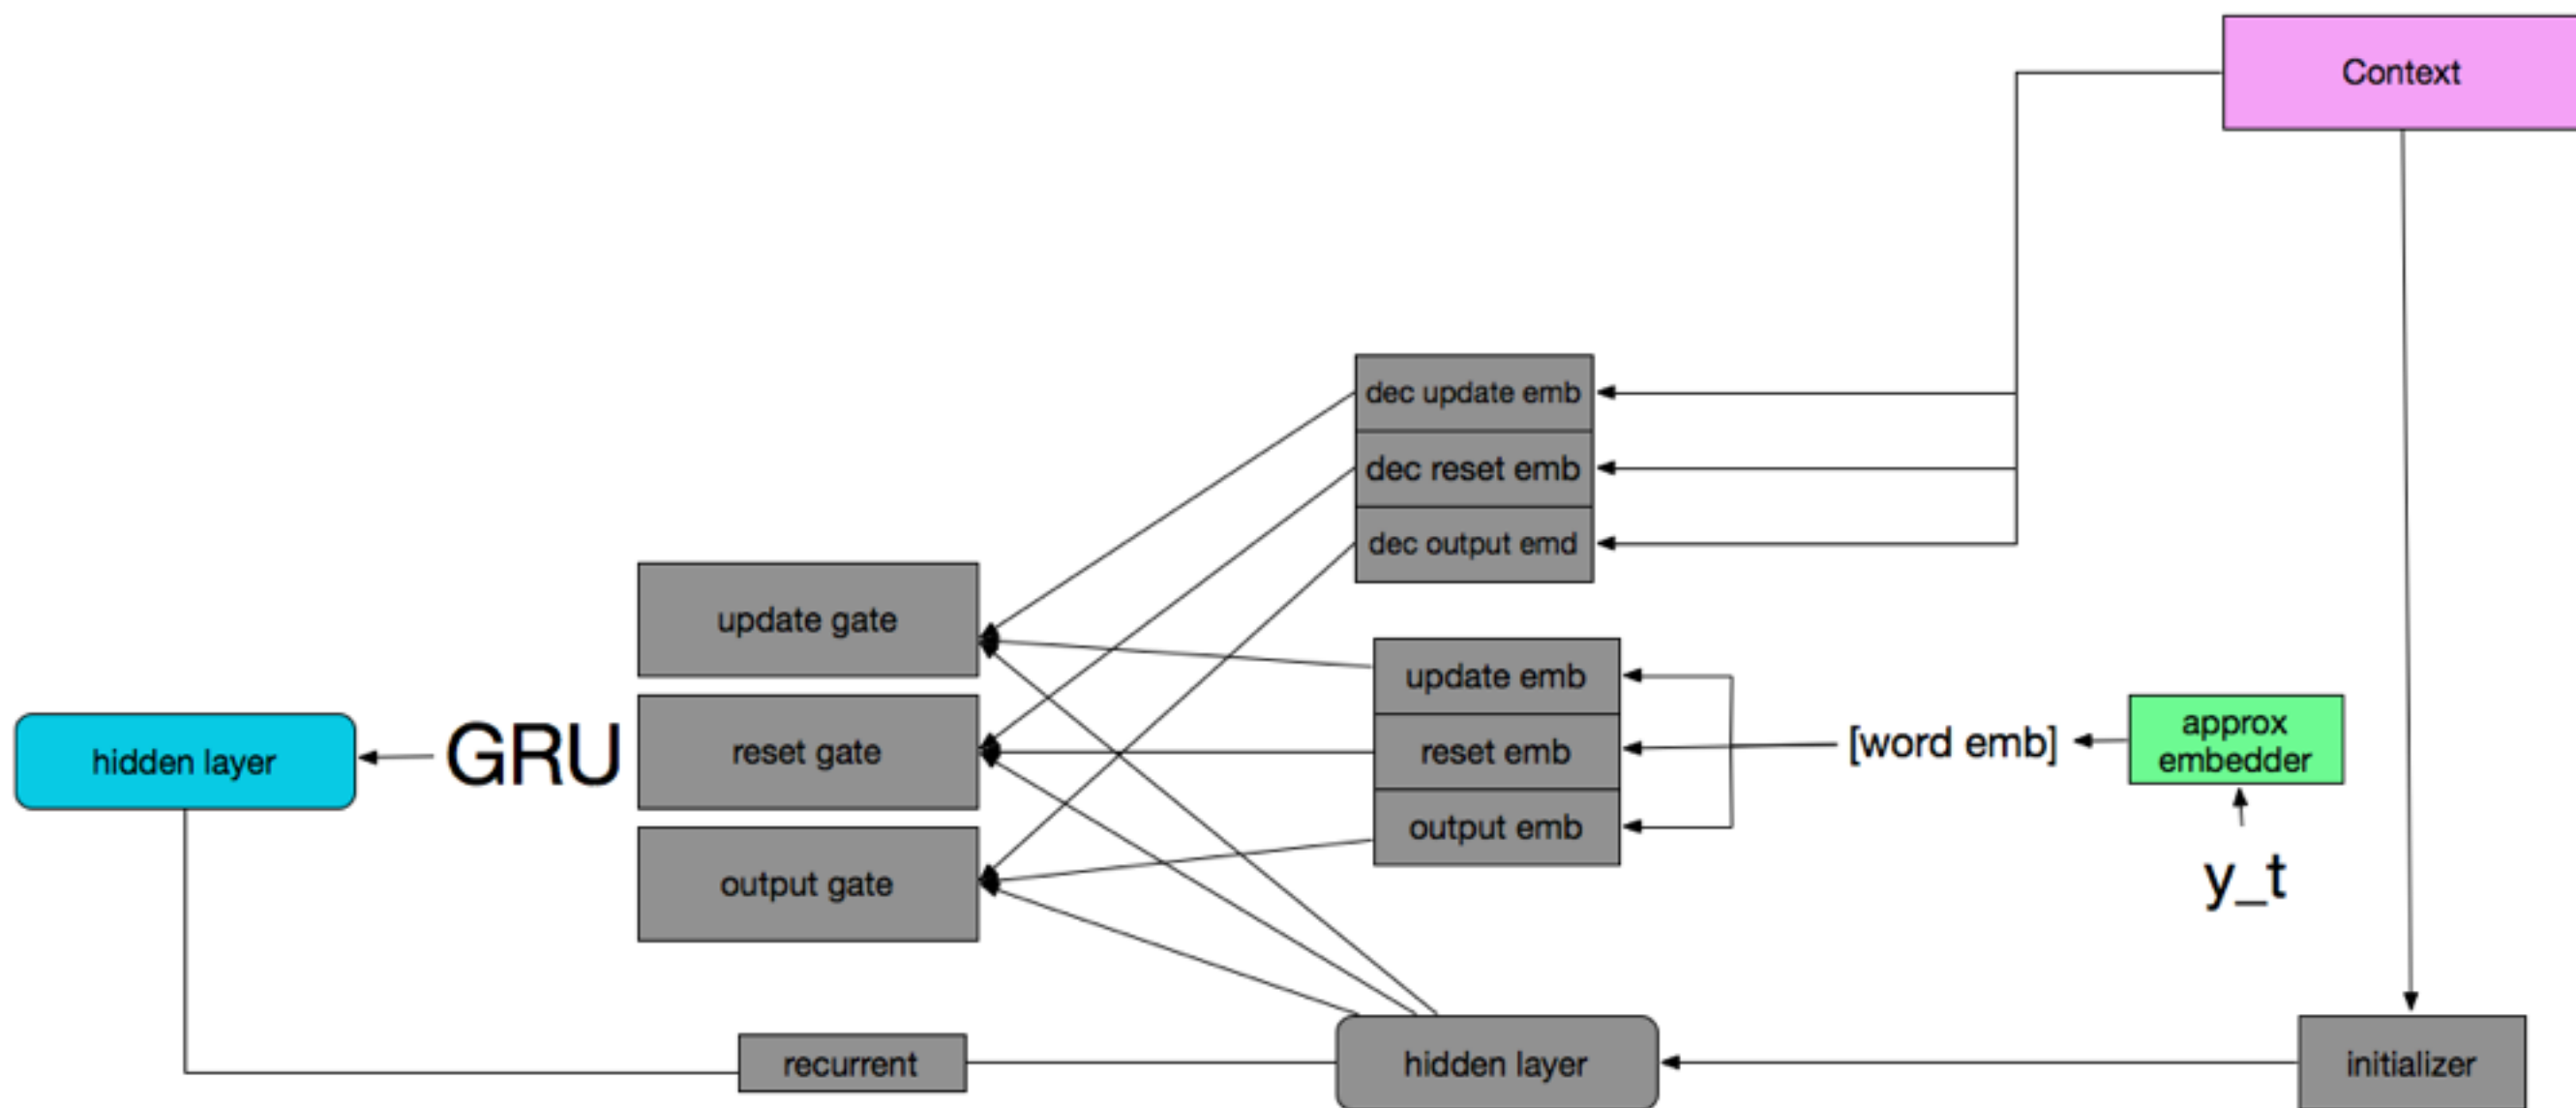 Context
dec update emb
dec reset emb
dec output emd
update gate
reset gate
output gate
update emb
reset emb
output emb
[word emb]
approx
embedder
y_t
hidden layer
GRU
recurrent
hidden layer
initializer